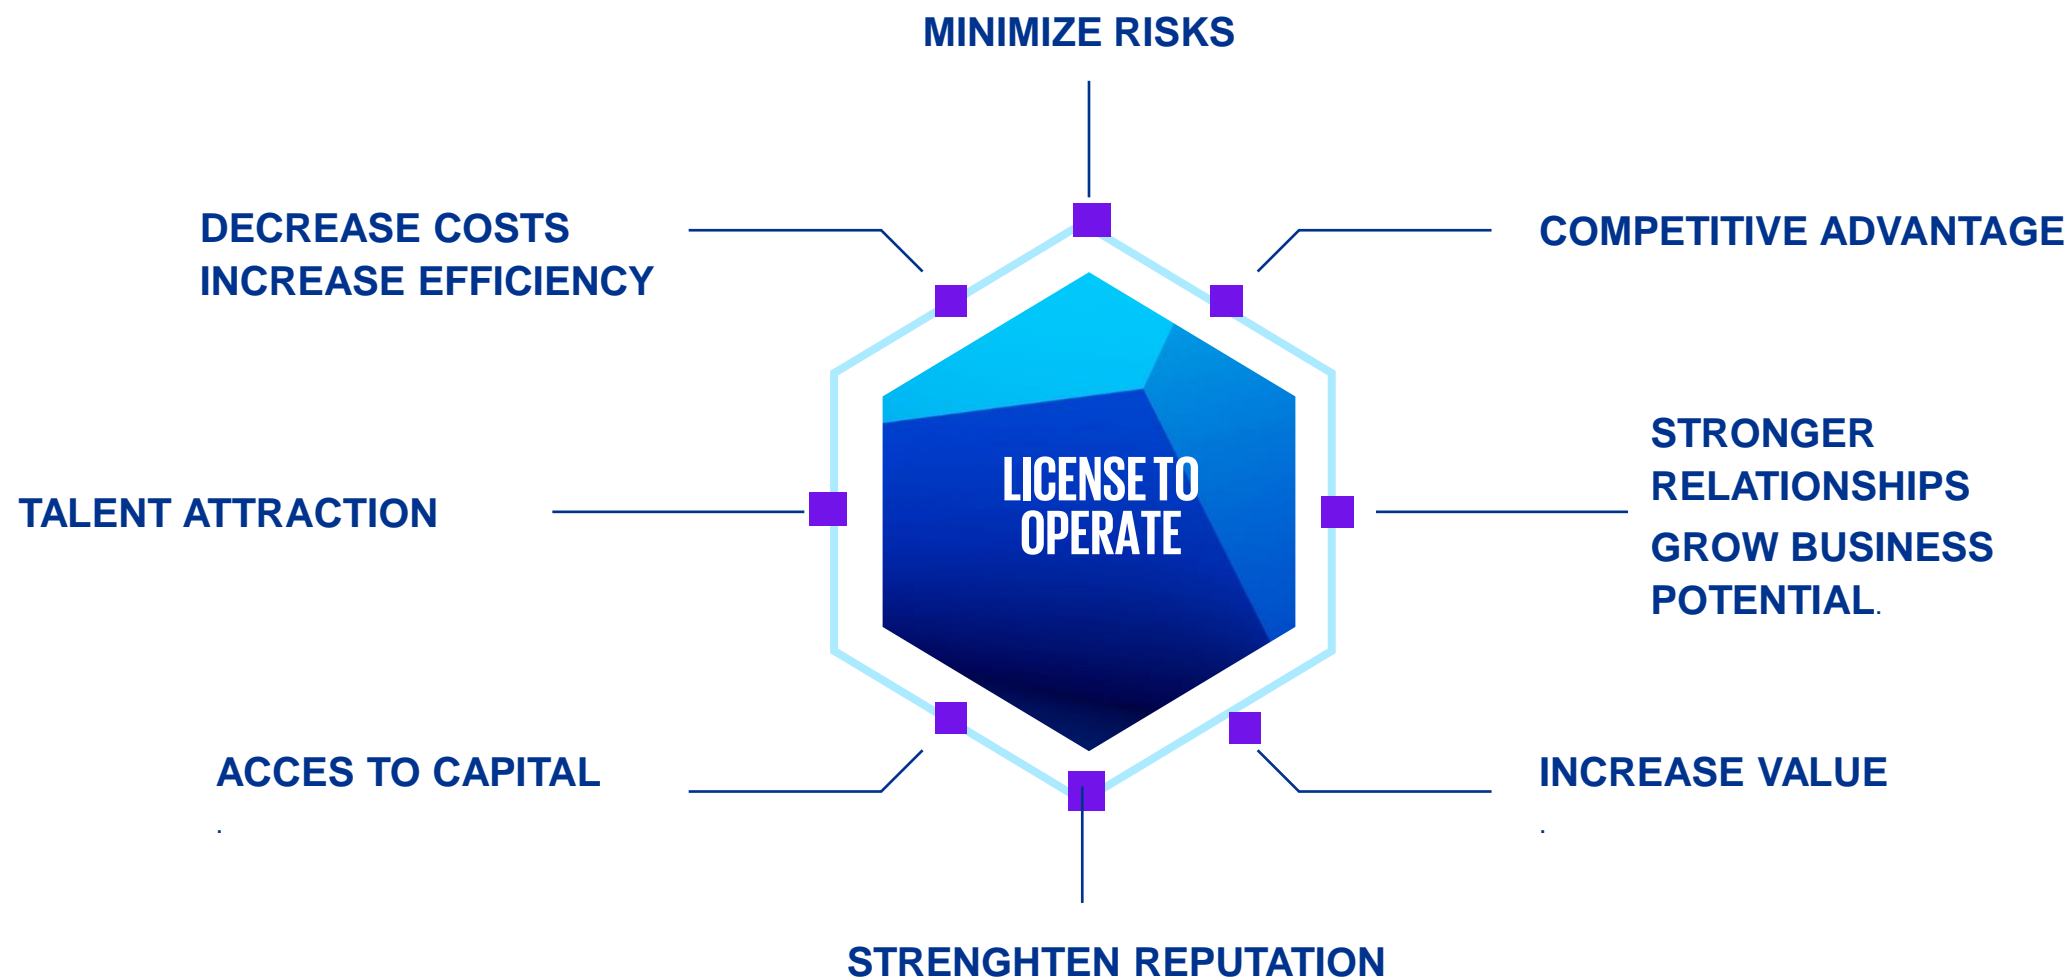 MINIMIZE RISKS
DECREASE COSTS
INCREASE EFFICIENCY
COMPETITIVE ADVANTAGE
STRONGER
RELATIONSHIPS
GROW BUSINESS
POTENTIAL.
LICENSE TO
OPERATE
TALENT ATTRACTION
ACCES TO CAPITAL
.
INCREASE VALUE
.
STRENGHTEN REPUTATION